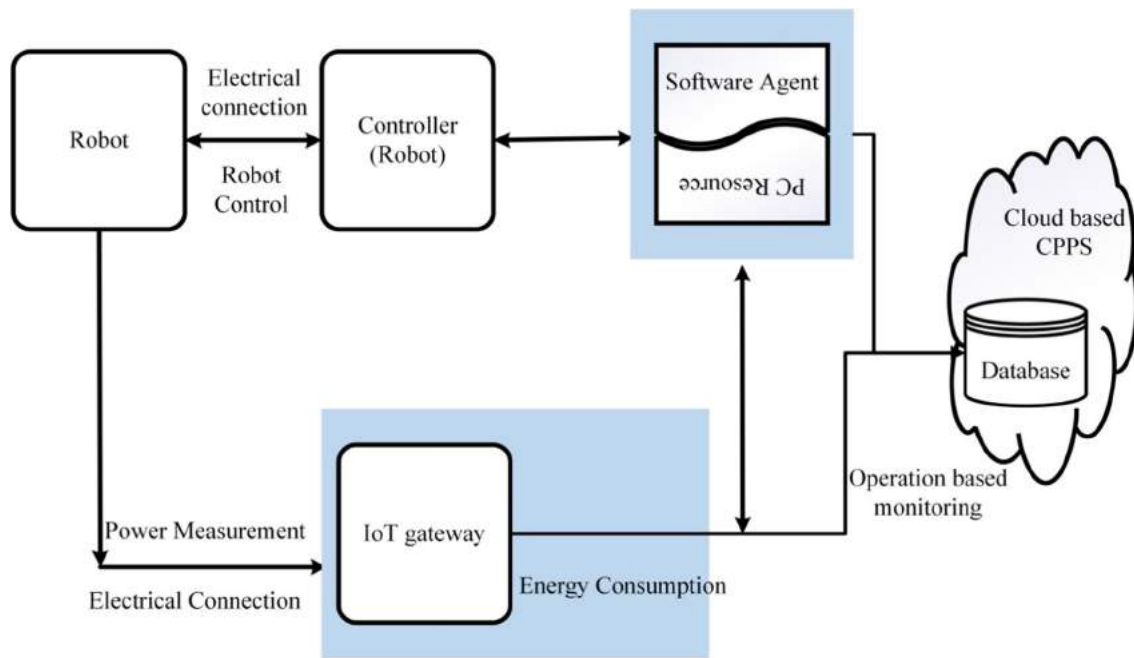 Robot
Electrical
connection
Robot
Control
Controller
(Robot)
Software Agent
PC Resource
Cloud based
CPPS
Database
Operation based
monitoring
Power Measurement
Electrical Connection
IoT gateway
Energy Consumption